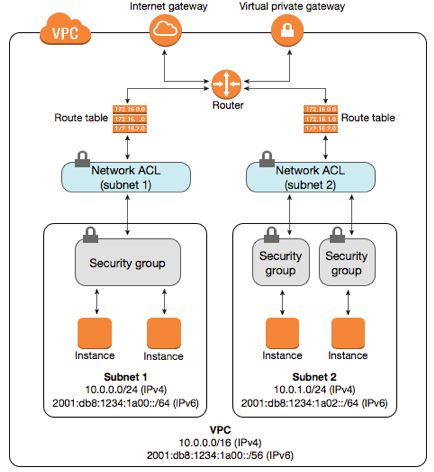 Internet gateway
Virtual private gateway
VPC
Router
Route table
172.16.0.0
172.16.1.0
172.16.2.0
172.16.0.0
172.16.1.0
172.16.2.0
Route table
Network ACL
(subnet 1)
Network ACL
(subnet 2)
Security group
Security
group
Security
group
Instance
Instance
Instance
Instance
Subnet 1
10.0.0.0/24 (IPv4)
2001:db8:1234:1a00::/64 (IPv6)
Subnet 2
10.0.1.0/24 (IPv4)
2001:db8:1234:1a02::/64 (IPv6)
VPC
10.0.0.0/16 (IPv4)
2001:db8:1234:1a00::/56 (IPv6)